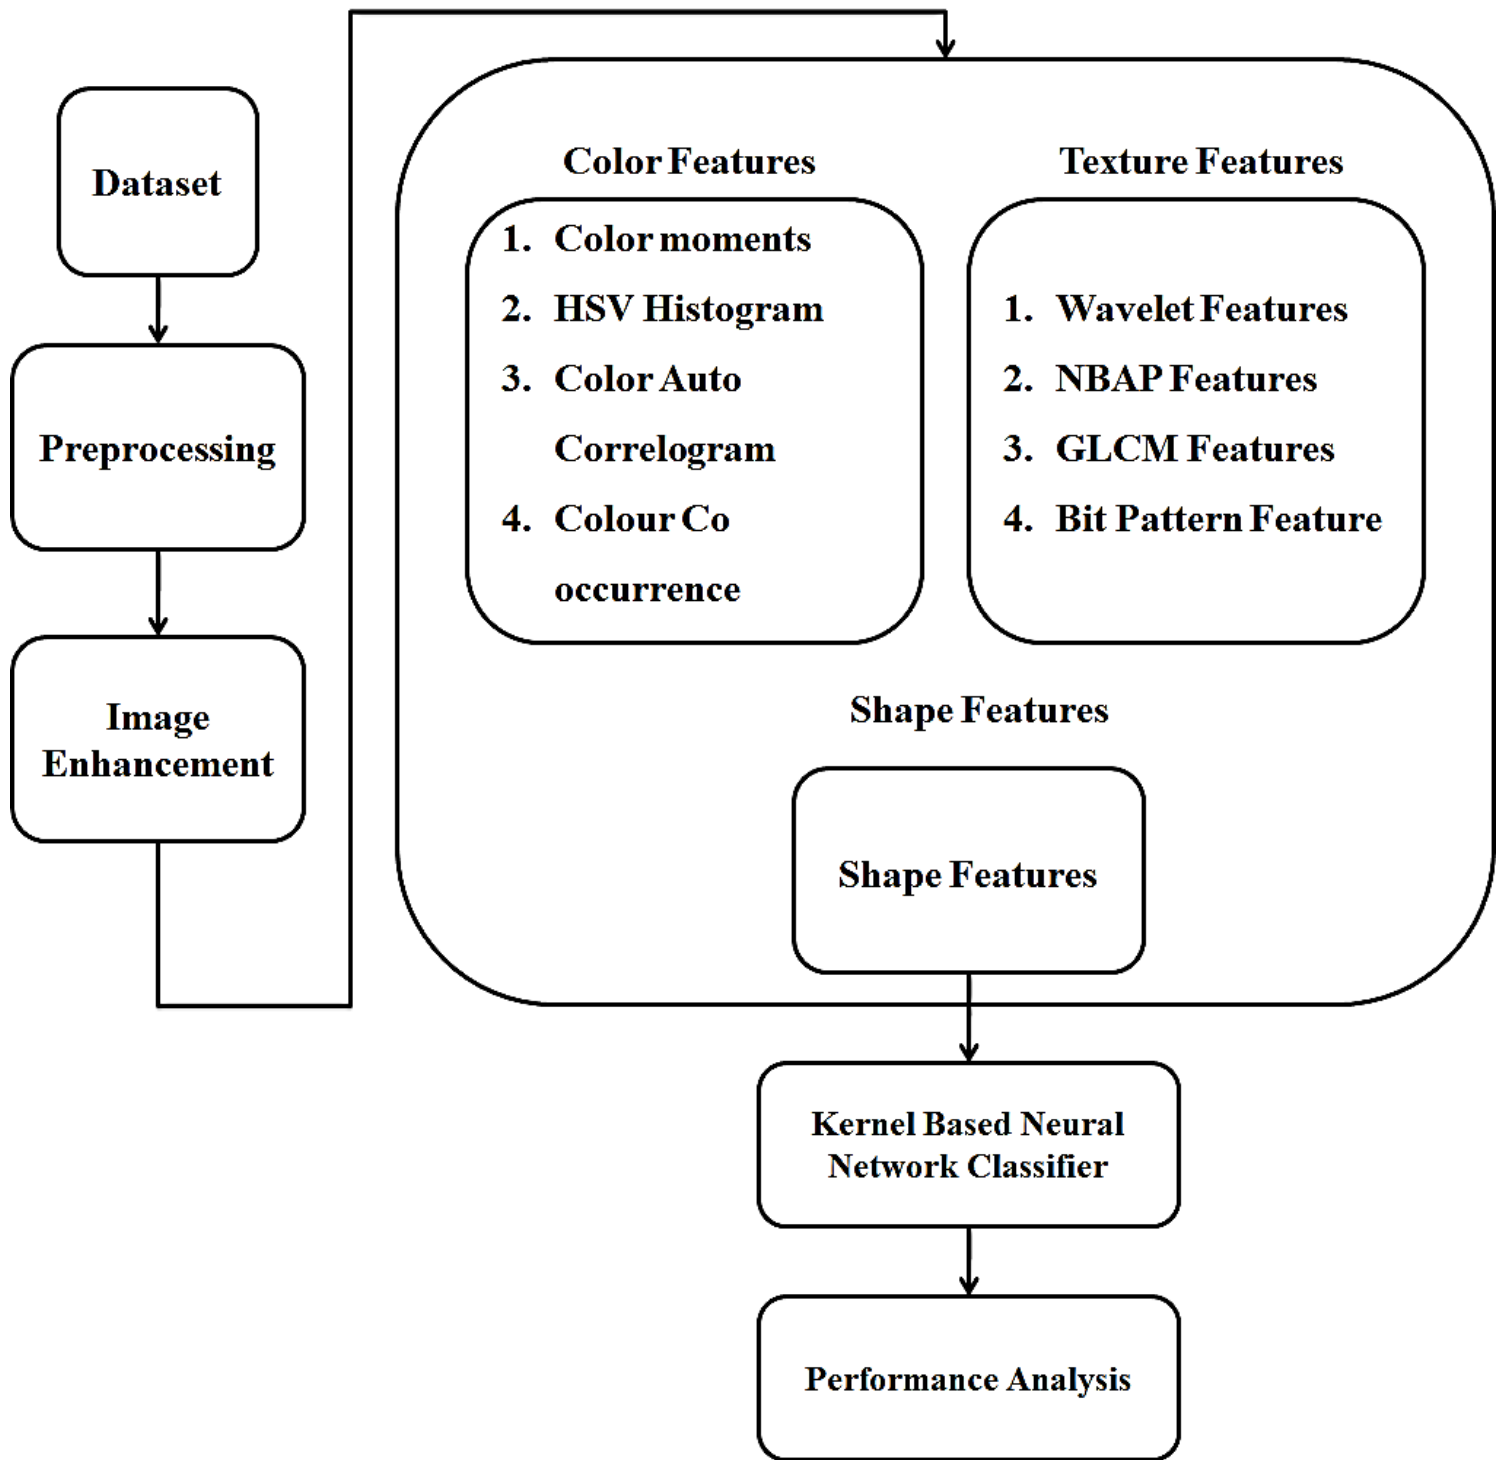 Dataset
Preprocessing
Image
Enhancement
Color Features
1. Color moments
2. HSV Histogram
3. Color Auto
Correlogram
4. Colour Co
occurrence
Texture Features
1. Wavelet Features
2. NBAP Features
3. GLCM Features
4. Bit Pattern Feature
Shape Features
Shape Features
Kernel Based Neural
Network Classifier
Performance Analysis